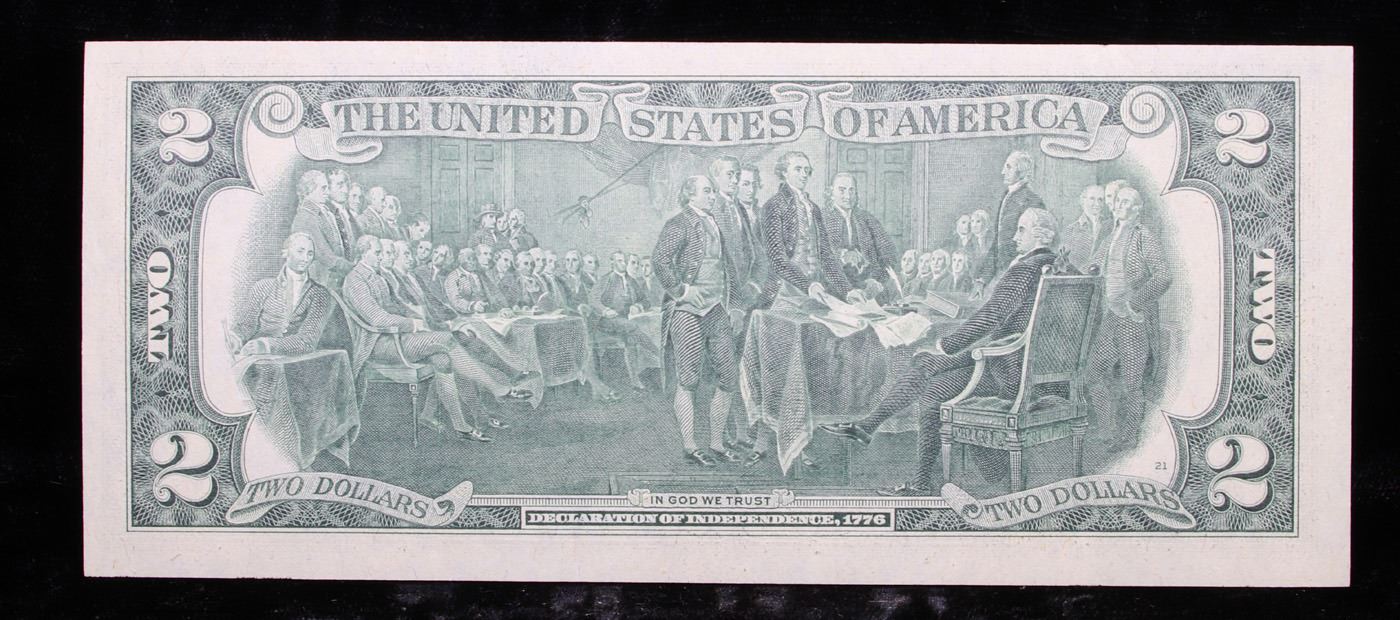 THE UNITED STATES OF AMERICA
2
2
TWO
TWO
2
2
21
TWO DOLLARS
IN GOD WE TRUST
TWO DOLLARS
DECLARATION OF INDEPENDENCE, 1776